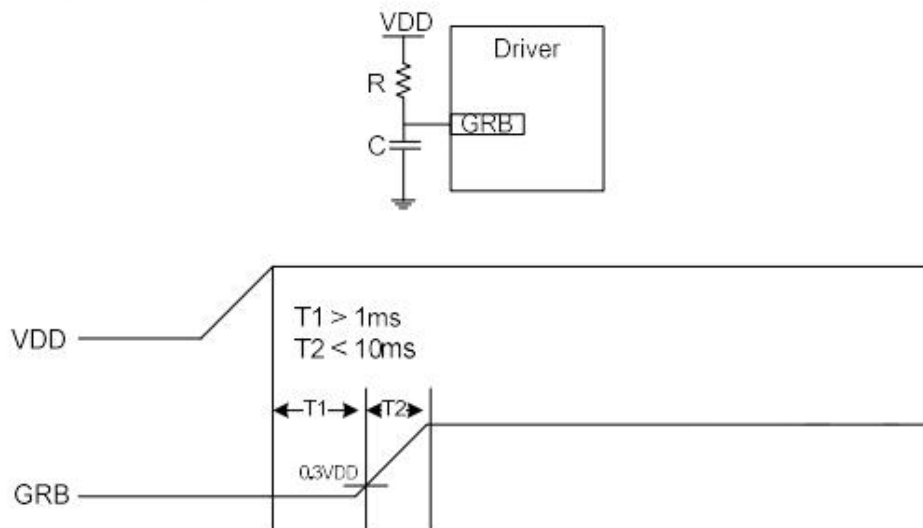 VDD
Driver
R
GRB
C
T1 > 1ms
T2 < 10ms
VDD
T1
T2
0.3VDD
GRB